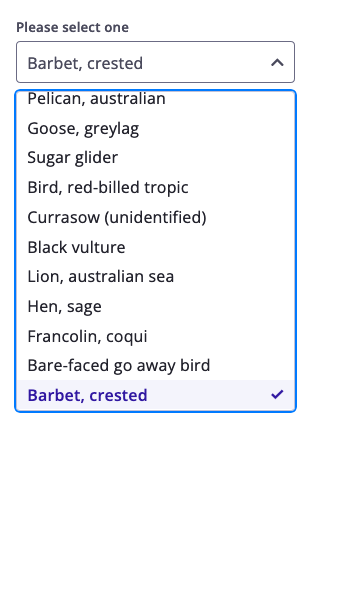 Please select one
Barbet, crested
Pelican, australian
Goose, greylag
Sugar glider
Bird, red-billed tropic
Currasow (unidentified)
Black vulture
Lion, australian sea
Hen, sage
Francolin, coqui
Bare-faced go away bird
Barbet, crested